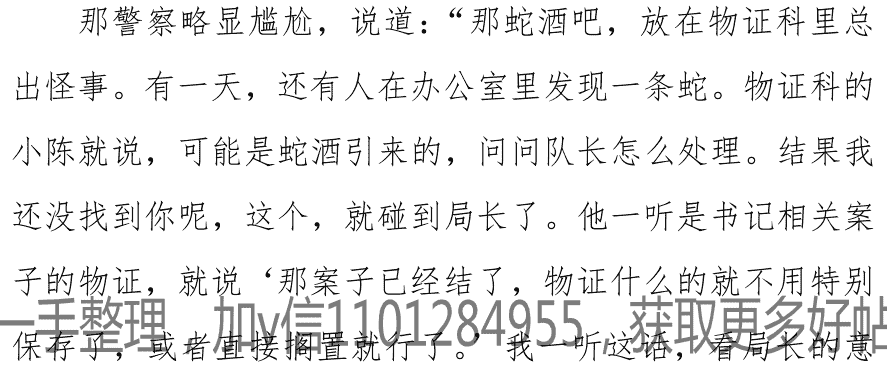 那警察略显尴尬，说道：“那蛇酒吧，放在物证科里总
出怪事。有一天，还有人在办公室里发现一条蛇。物证科的
小陈就说，可能是蛇酒引来的，问问队长怎么处理。结果我
还没找到你呢，这个，就碰到局长了。他一听是书记相关案
子的物证，就说‘那案子已经结了，物证什么的就不用特别
一手整理，加v信1101284955，获取更多好帖
保存了，或者直接搁置就行了。’我一听这话，看局长的意